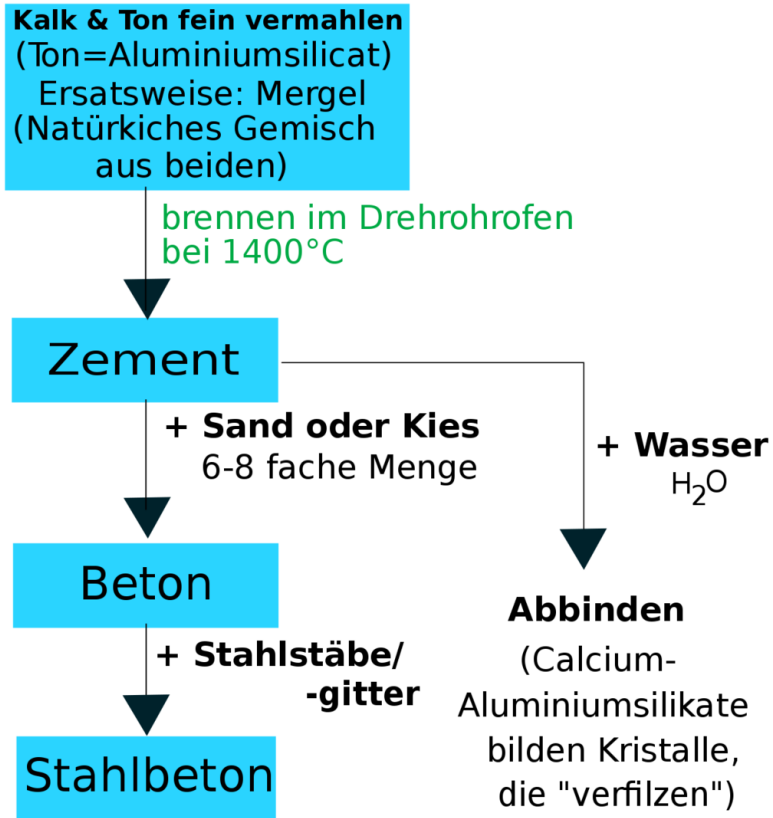 Kalk & Ton fein vermahlen
(Ton=Aluminiumsilicat)
Ersatsweise: Mergel
(Natürkiches Gemisch
aus beiden)
brennen im Drehrohrofen
bei 1400°C
Zement
+ Sand oder Kies
6-8 fache Menge
+ Wasser
H₂O
Beton
+ Stahlstäbe/
-gitter
Stahlbeton
Abbinden
(Calcium-
Aluminiumsilikate
bilden Kristalle,
die "verfilzen")